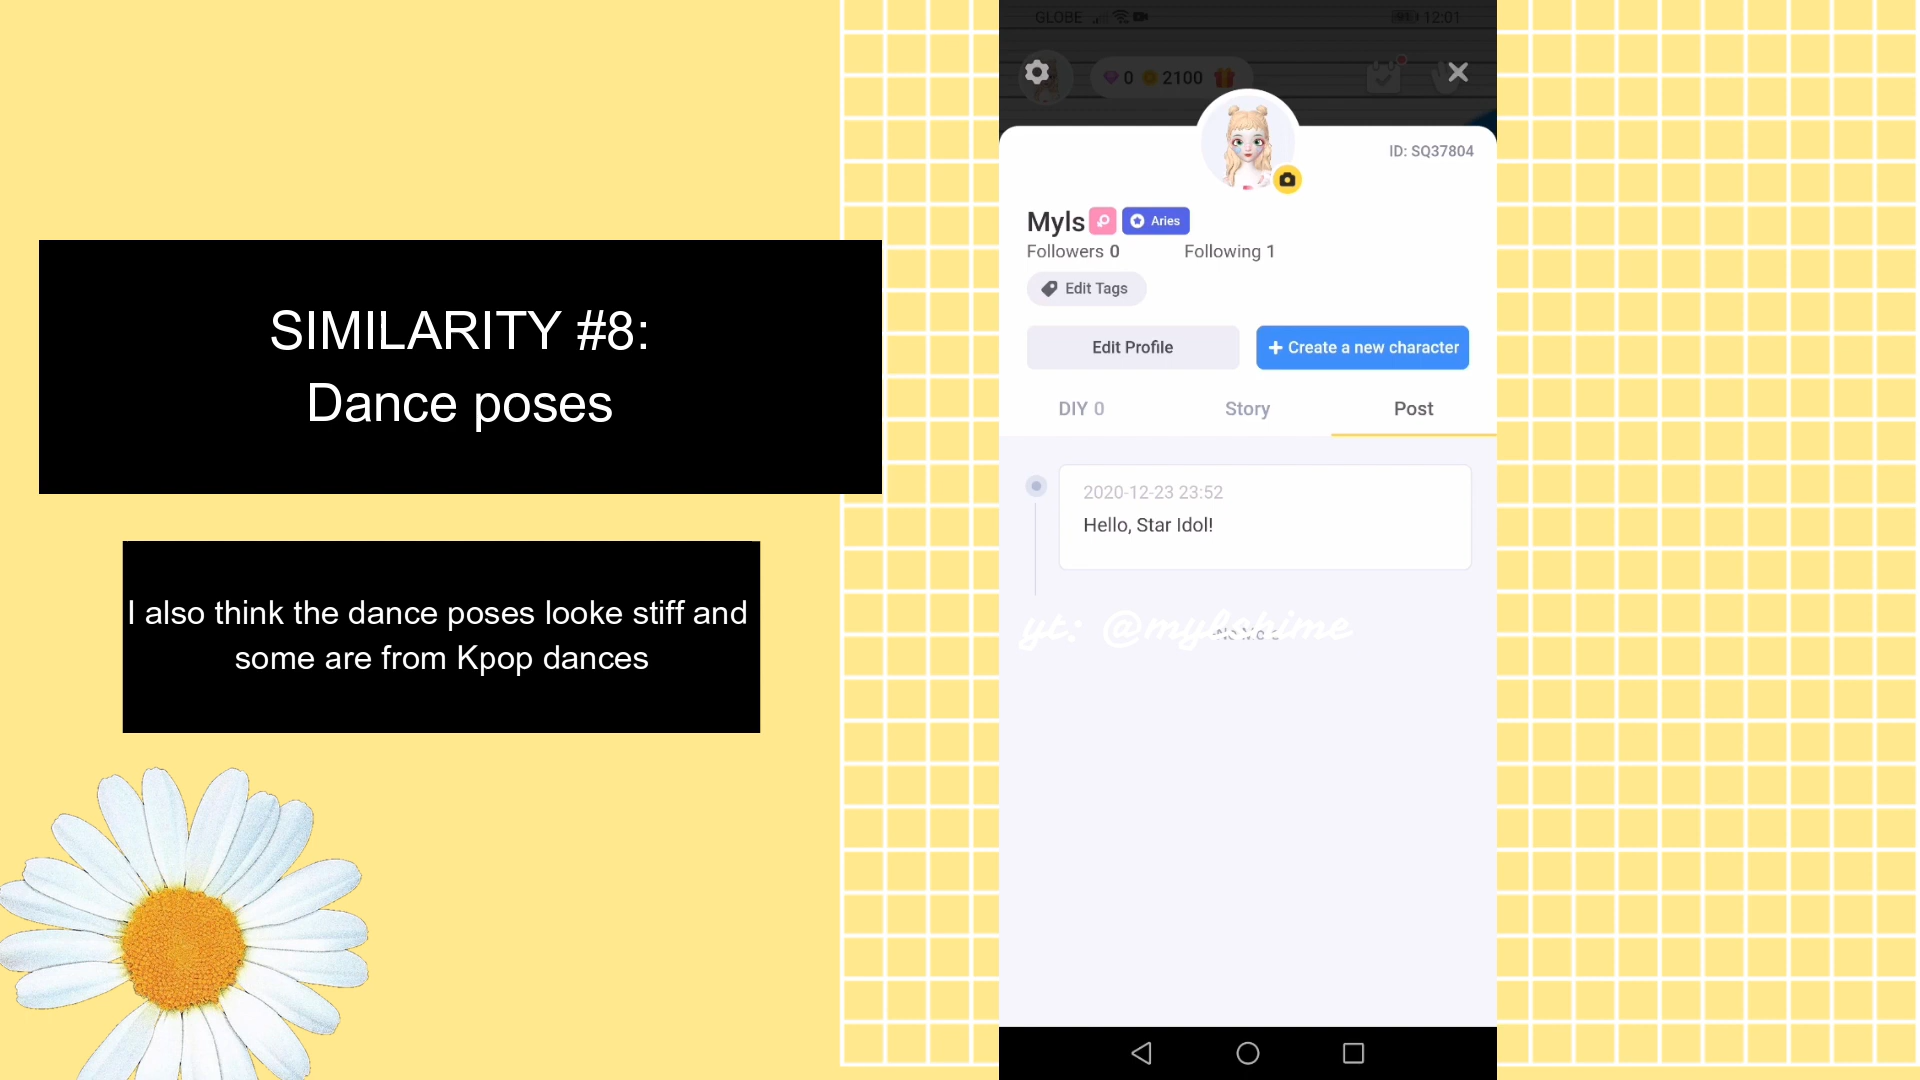 SIMILARITY #8:
Dance poses
I also think the dance poses looke stiff and
some are from Kpop dances
GLOBE
12:01
0
2100
ID: SQ37804
Myls
Aries
Followers 0
Following 1
Edit Tags
Edit Profile
+ Create a new character
DIY 0
Story
Post
2020-12-23 23:52
Hello, Star Idol!
yt: @mylshime